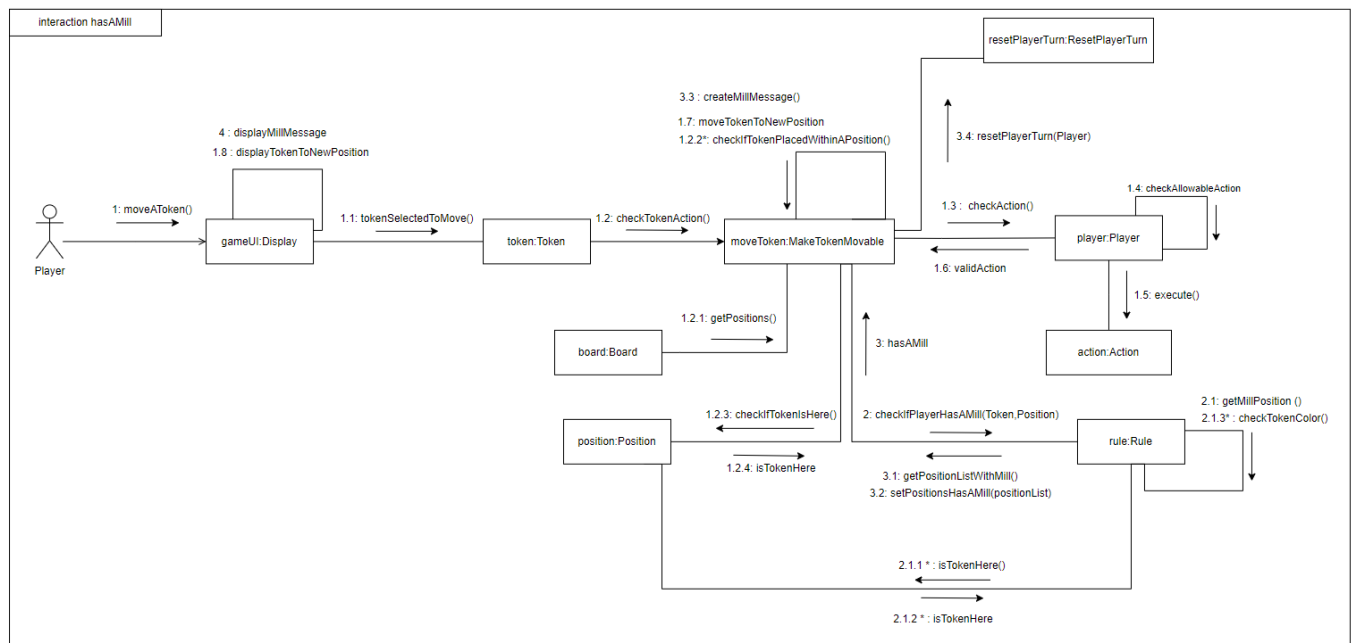 interaction hasAMill
resetPlayerTurn:ResetPlayerTurn
3.3 : createMillMessage()
1.7: moveTokenToNewPosition
1.2.2*: checkIfTokenPlacedWithinAPosition()
3.4: resetPlayerTurn(Player)
4 : displayMillMessage
1.8 : displayTokenToNewPosition
1.4: checkAllowableAction
1: moveAToken()
1.1: tokenSelectedToMove()
1.2: checkTokenAction()
1.3 : checkAction()
gameUI:Display
token:Token
moveToken:MakeTokenMovable
player:Player
Player
1.6: validAction
1.5: execute()
1.2.1: getPositions()
board:Board
3: hasAMill
action:Action
1.2.3: checkIfTokenIsHere()
2: checkIfPlayerHasAMill(Token,Position)
2.1: getMillPosition ()
2.1.3* : checkTokenColor()
position:Position
rule:Rule
1.2.4: isTokenHere
3.1: getPositionListWithMill()
3.2: setPositionsHasAMill(positionList)
2.1.1 * : isTokenHere()
2.1.2 * : isTokenHere